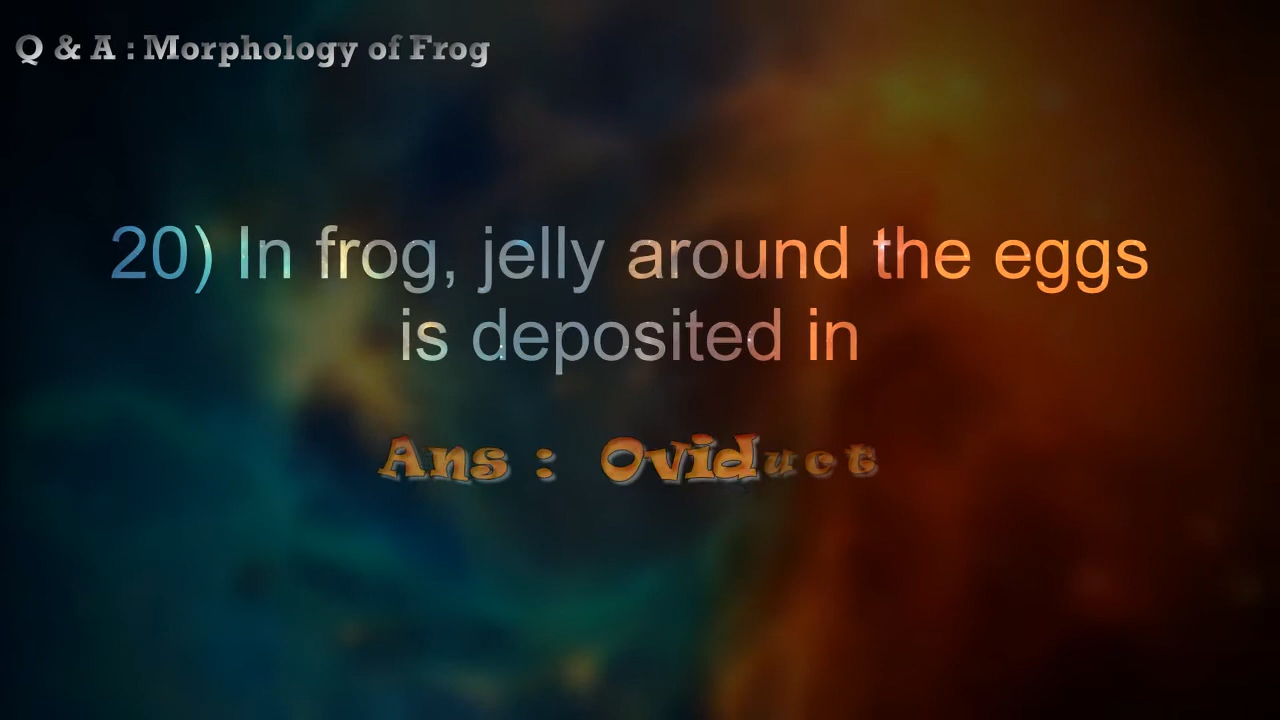 Q & A : Morphology of Frog
20) In frog, jelly around the eggs
is deposited in
Ans : Oviduct